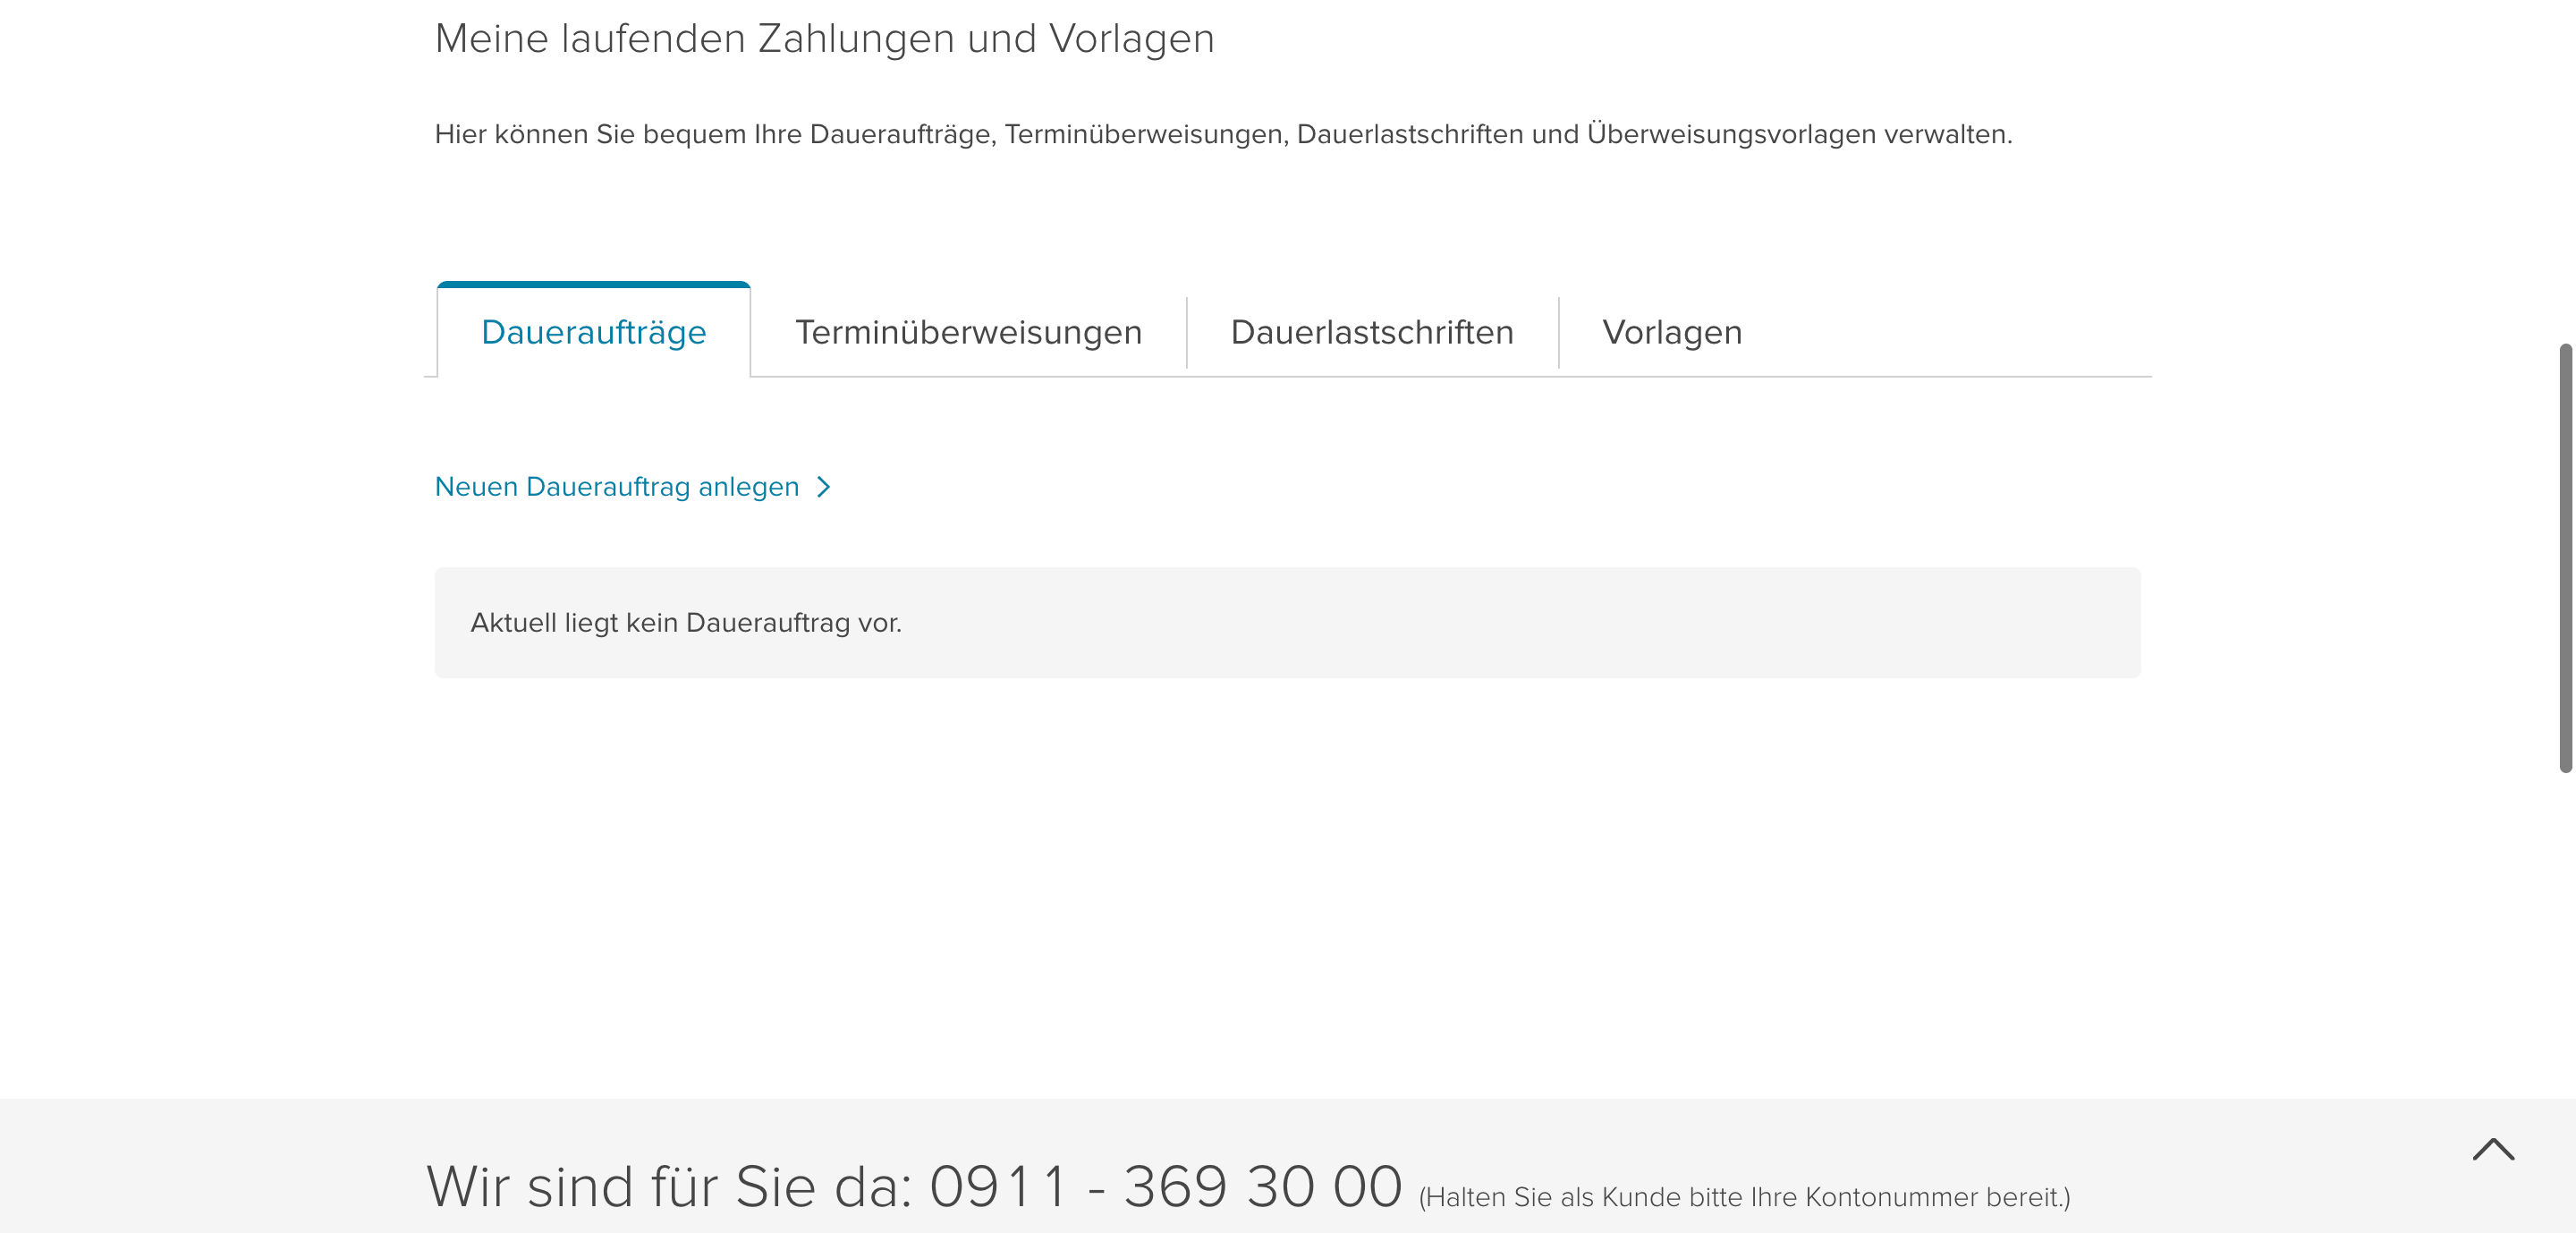 Meine laufenden Zahlungen und Vorlagen
Hier können Sie bequem Ihre Daueraufträge, Terminüberweisungen, Dauerlastschriften und Überweisungsvorlagen verwalten.
Daueraufträge
Terminüberweisungen
Dauerlastschriften
Vorlagen
Neuen Dauerauftrag anlegen
Aktuell liegt kein Dauerauftrag vor.
Wir sind für Sie da: 0911 - 369 30 00 (Halten Sie als Kunde bitte Ihre Kontonummer bereit.)